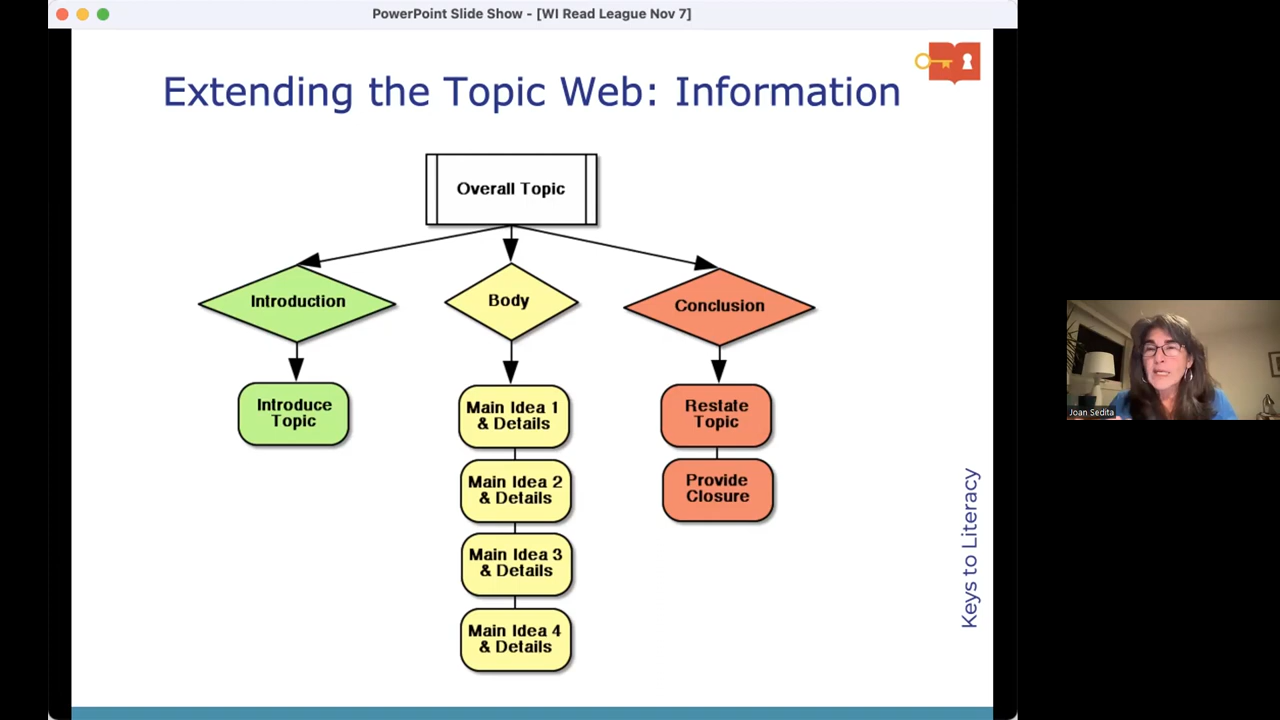 PowerPoint Slide Show - [WI Read League Nov 7]
Extending the Topic Web: Information
Overall Topic
Introduction
Body
Conclusion
Introduce
Topic
Main Idea 1
& Details
Main Idea 2
& Details
Main Idea 3
& Details
Main Idea 4
& Details
Restate
Topic
Provide
Closure
Keys to Literacy
Joan Sedita